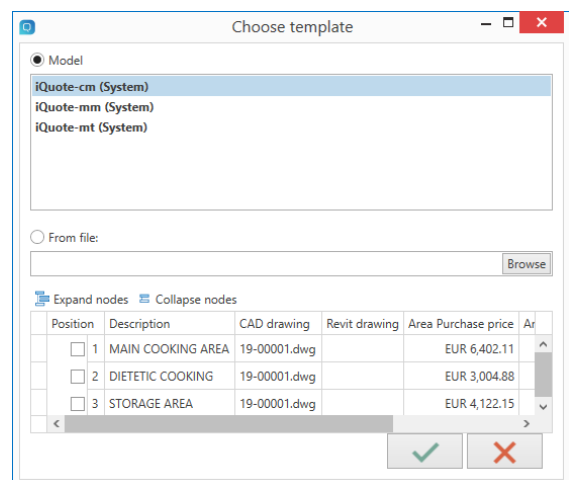 Choose template
Model
iQuote-cm (System)
iQuote-mm (System)
iQuote-mt (System)
From file:
Browse
Expand nodes Collapse nodes
Position Description CAD drawing Revit drawing Area Purchase price Ar
1 MAIN COOKING AREA 19-00001.dwg EUR 6,402.11
2 DIETETIC COOKING 19-00001.dwg EUR 3,004.88
3 STORAGE AREA 19-00001.dwg EUR 4,122.15